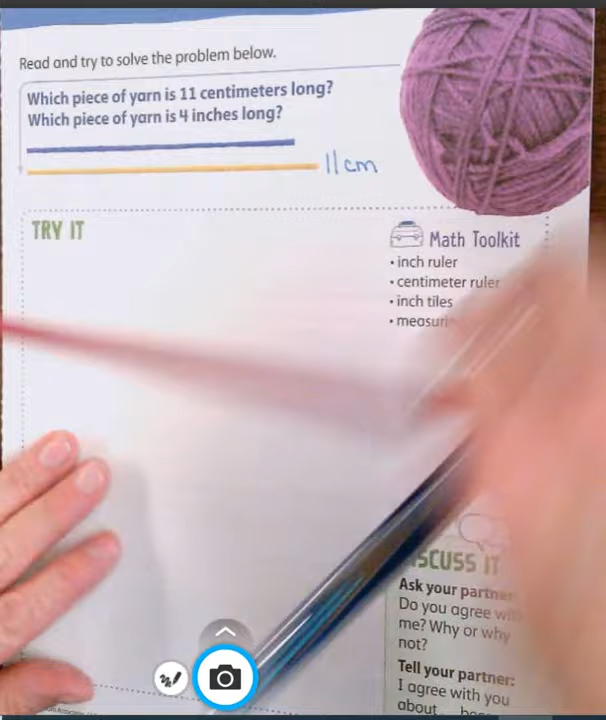 Read and try to solve the problem below.
Which piece of yarn is 11 centimeters long?
Which piece of yarn is 4 inches long?
11 cm
TRY IT
Math Toolkit
• inch ruler
• centimeter ruler
• inch tiles
SCUSS IT
Ask your partner
Do you agree
me? Why or why
not?
Tell your partner:
I agree with you
about